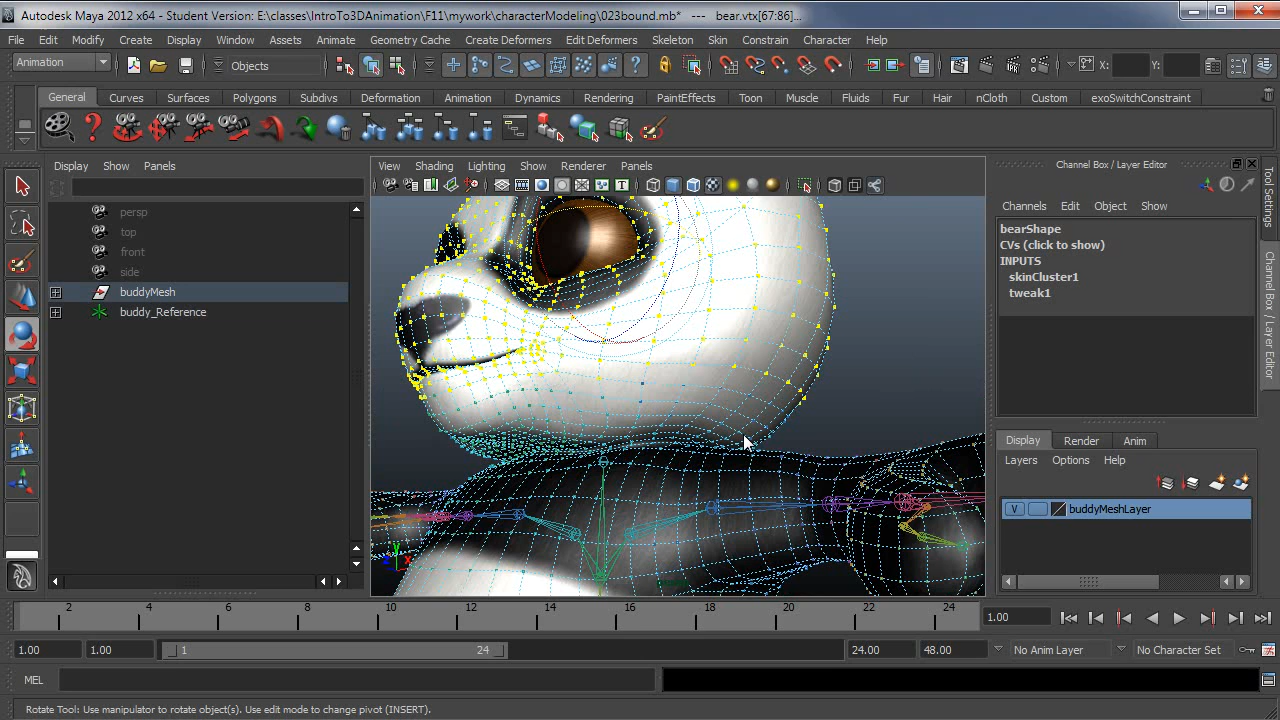 Autodesk Maya 2012 x64 - Student Version: E:\classes\IntroTo3DAnimation\F11\mywork\characterModeling\023bound.mb* --- bear.vtx[67:86]...
File Edit Modify Create Display Window Assets Animate Geometry Cache Create Deformers Edit Deformers Skeleton Skin Constrain Character Help
Animation Objects X: Y:
General Curves Surfaces Polygons Subdivs Deformation Animation Dynamics Rendering PaintEffects Toon Muscle Fluids Fur Hair nCloth Custom exoSwitchConstraint
Display Show Panels
persp
top
front
side
buddyMesh
buddy_Reference
View Shading Lighting Show Renderer Panels
Channel Box / Layer Editor
Channels Edit Object Show
bearShape
CVs (click to show)
INPUTS
skinCluster1
tweak1
Display Render Anim
Layers Options Help
V buddyMeshLayer
Tool Settings
Channel Box / Layer Editor
2 4 6 8 10 12 14 16 18 20 22 24 1.00
1.00 1.00 1 24 24.00 48.00 No Anim Layer No Character Set
MEL
Rotate Tool: Use manipulator to rotate object(s). Use edit mode to change pivot (INSERT).